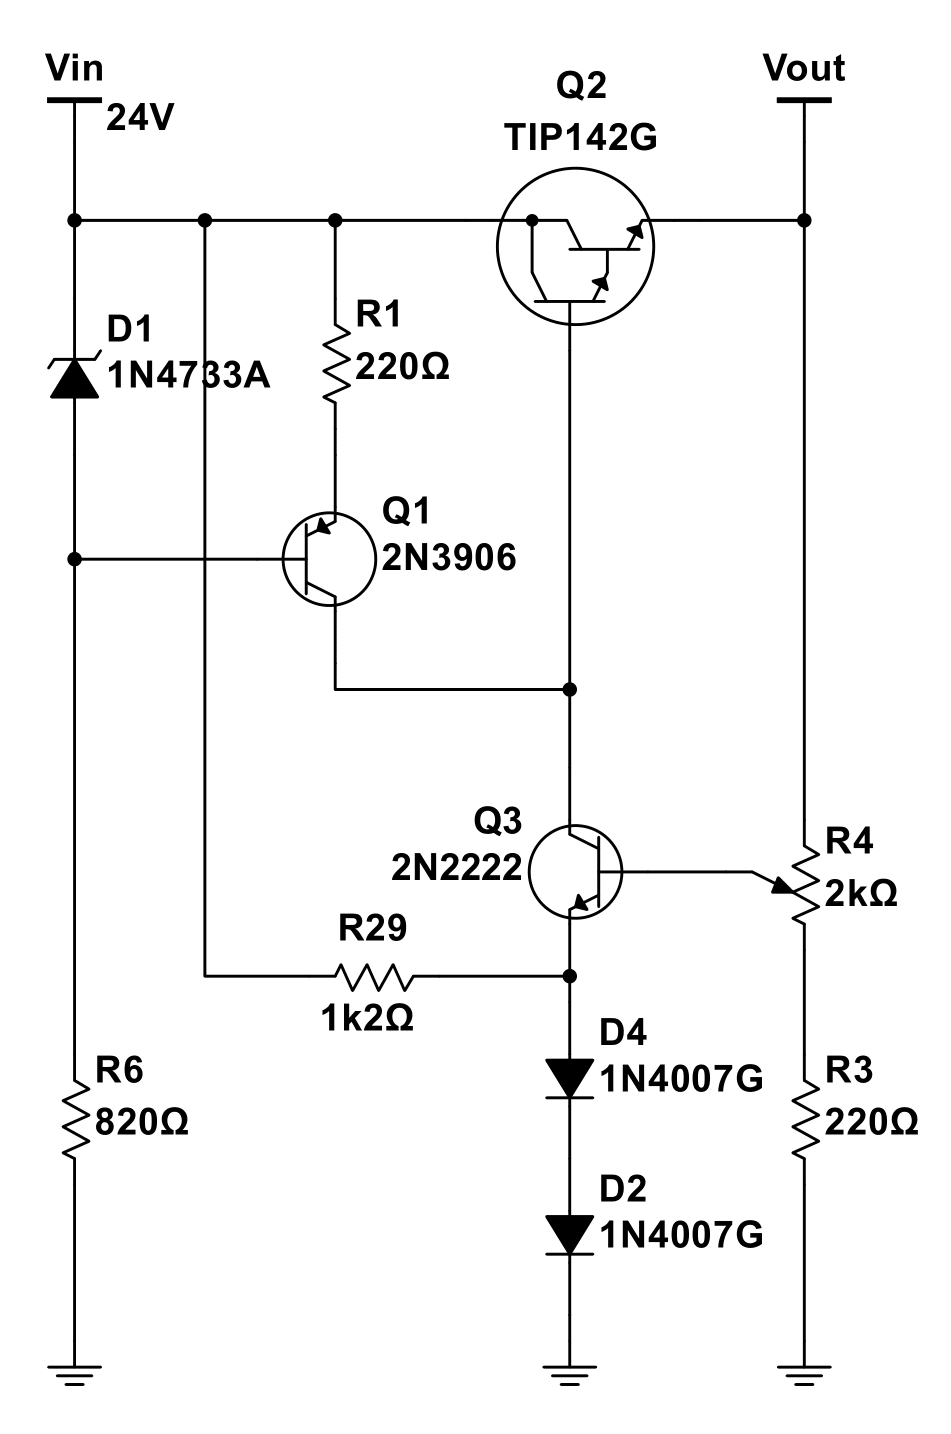 Vin
24V
Q2
TIP142G
Vout
D1
1N4733A
R1
220Ω
Q1
2N3906
Q3
2N2222
R4
2kΩ
R29
1k2Ω
D4
1N4007G
R6
820Ω
R3
220Ω
D2
1N4007G